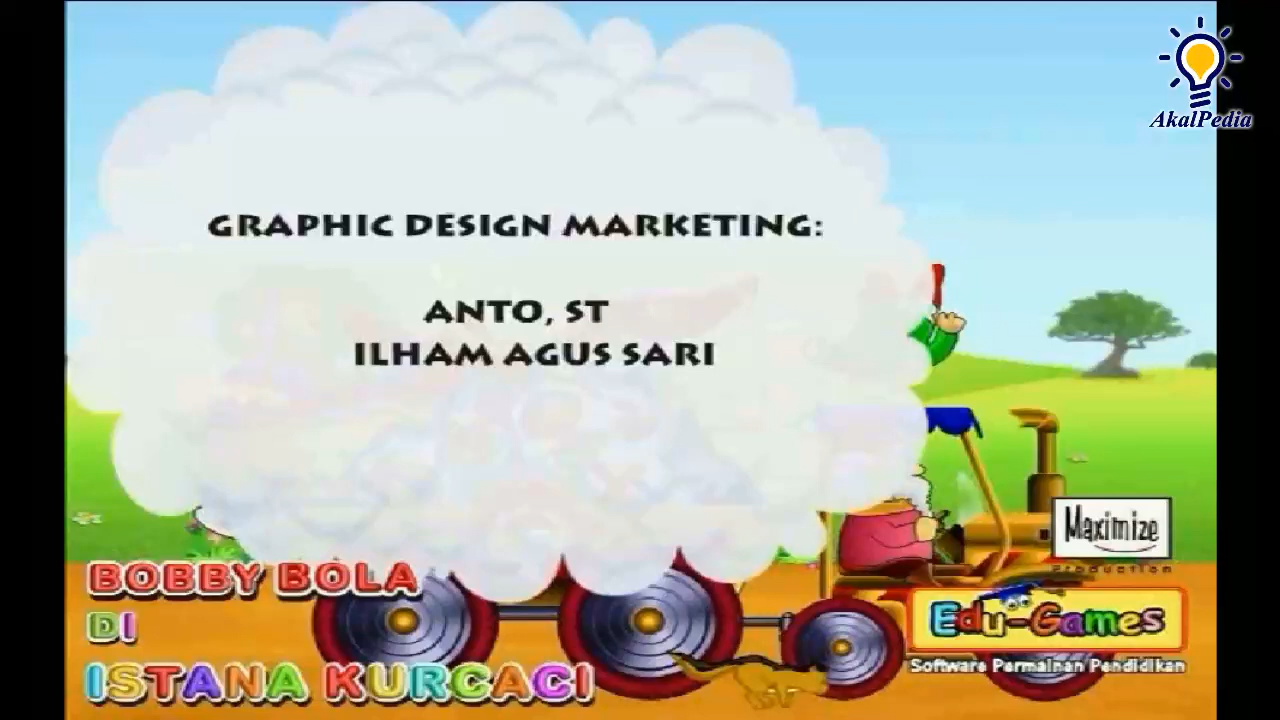 AkalPedia
GRAPHIC DESIGN MARKETING:
ANTO, ST
ILHAM AGUS SARI
Maximize
Production
BOBBY BOLA
DI
ISTANA KURCACI
Edu-Games
Software Permainan Pendidikan